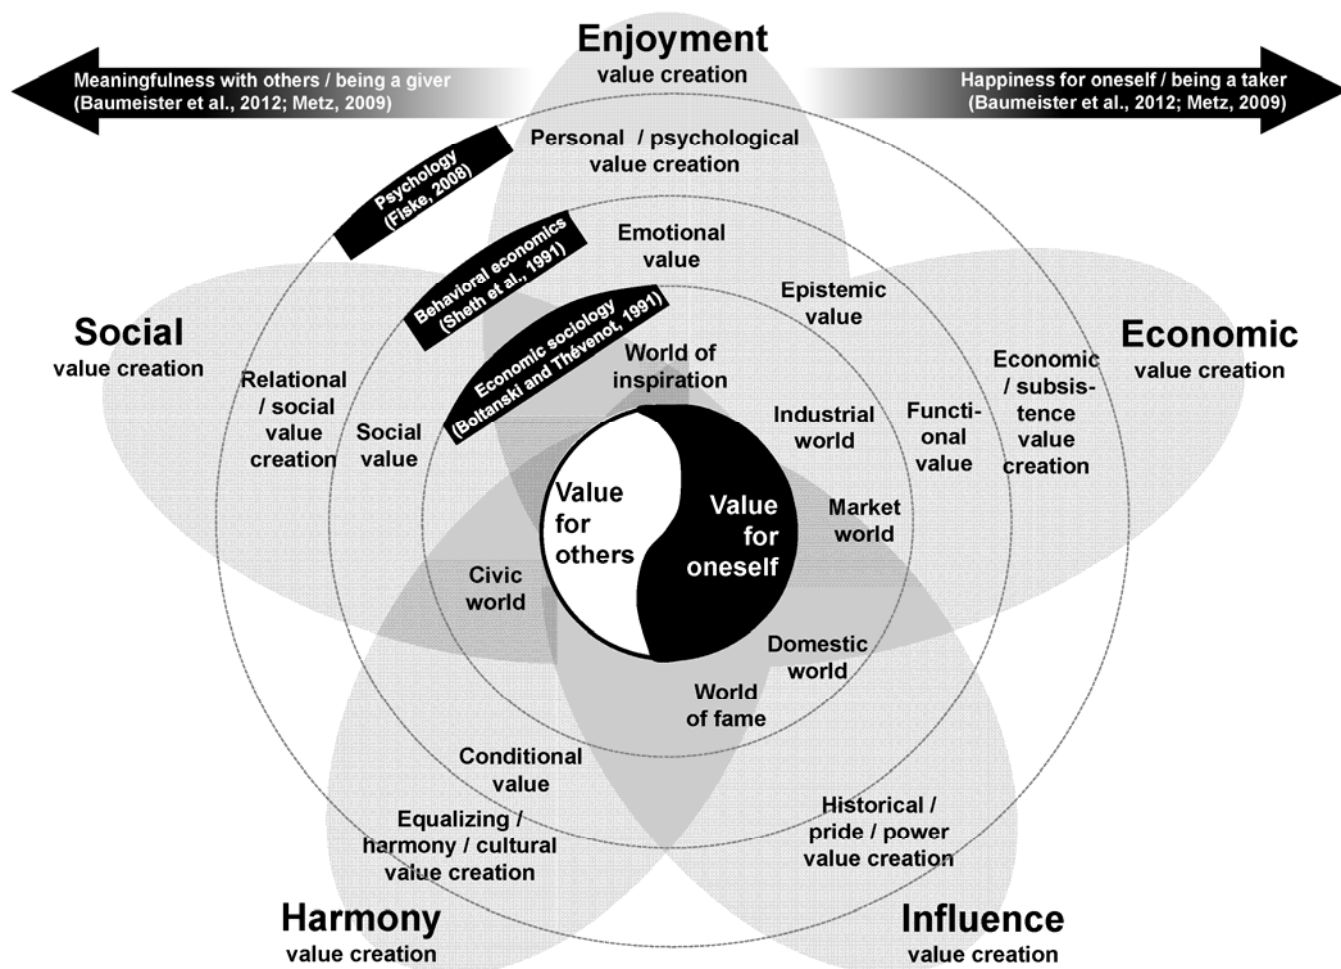 Enjoyment
value creation
Meaningfulness with others / being a giver
(Baumeister et al., 2012; Metz, 2009)
Happiness for oneself / being a taker
(Baumeister et al., 2012; Metz, 2009)
Personal / psychological
value creation
Psychology
(Fiske, 2008)
Behavioral economics
(Sheth et al., 1991)
Economic sociology
(Boltanski and Thévenot, 1991)
Emotional
value
Epistemic
value
Social
value creation
Economic
value creation
World of
inspiration
Relational
/ social
value
creation
Social
value
Industrial
world
Functi-
onal
value
Economic
/ subsis-
tence
value
creation
Value
for
others
Value
for
oneself
Market
world
Civic
world
Domestic
world
World
of fame
Conditional
value
Equalizing /
harmony / cultural
value creation
Historical /
pride / power
value creation
Harmony
value creation
Influence
value creation